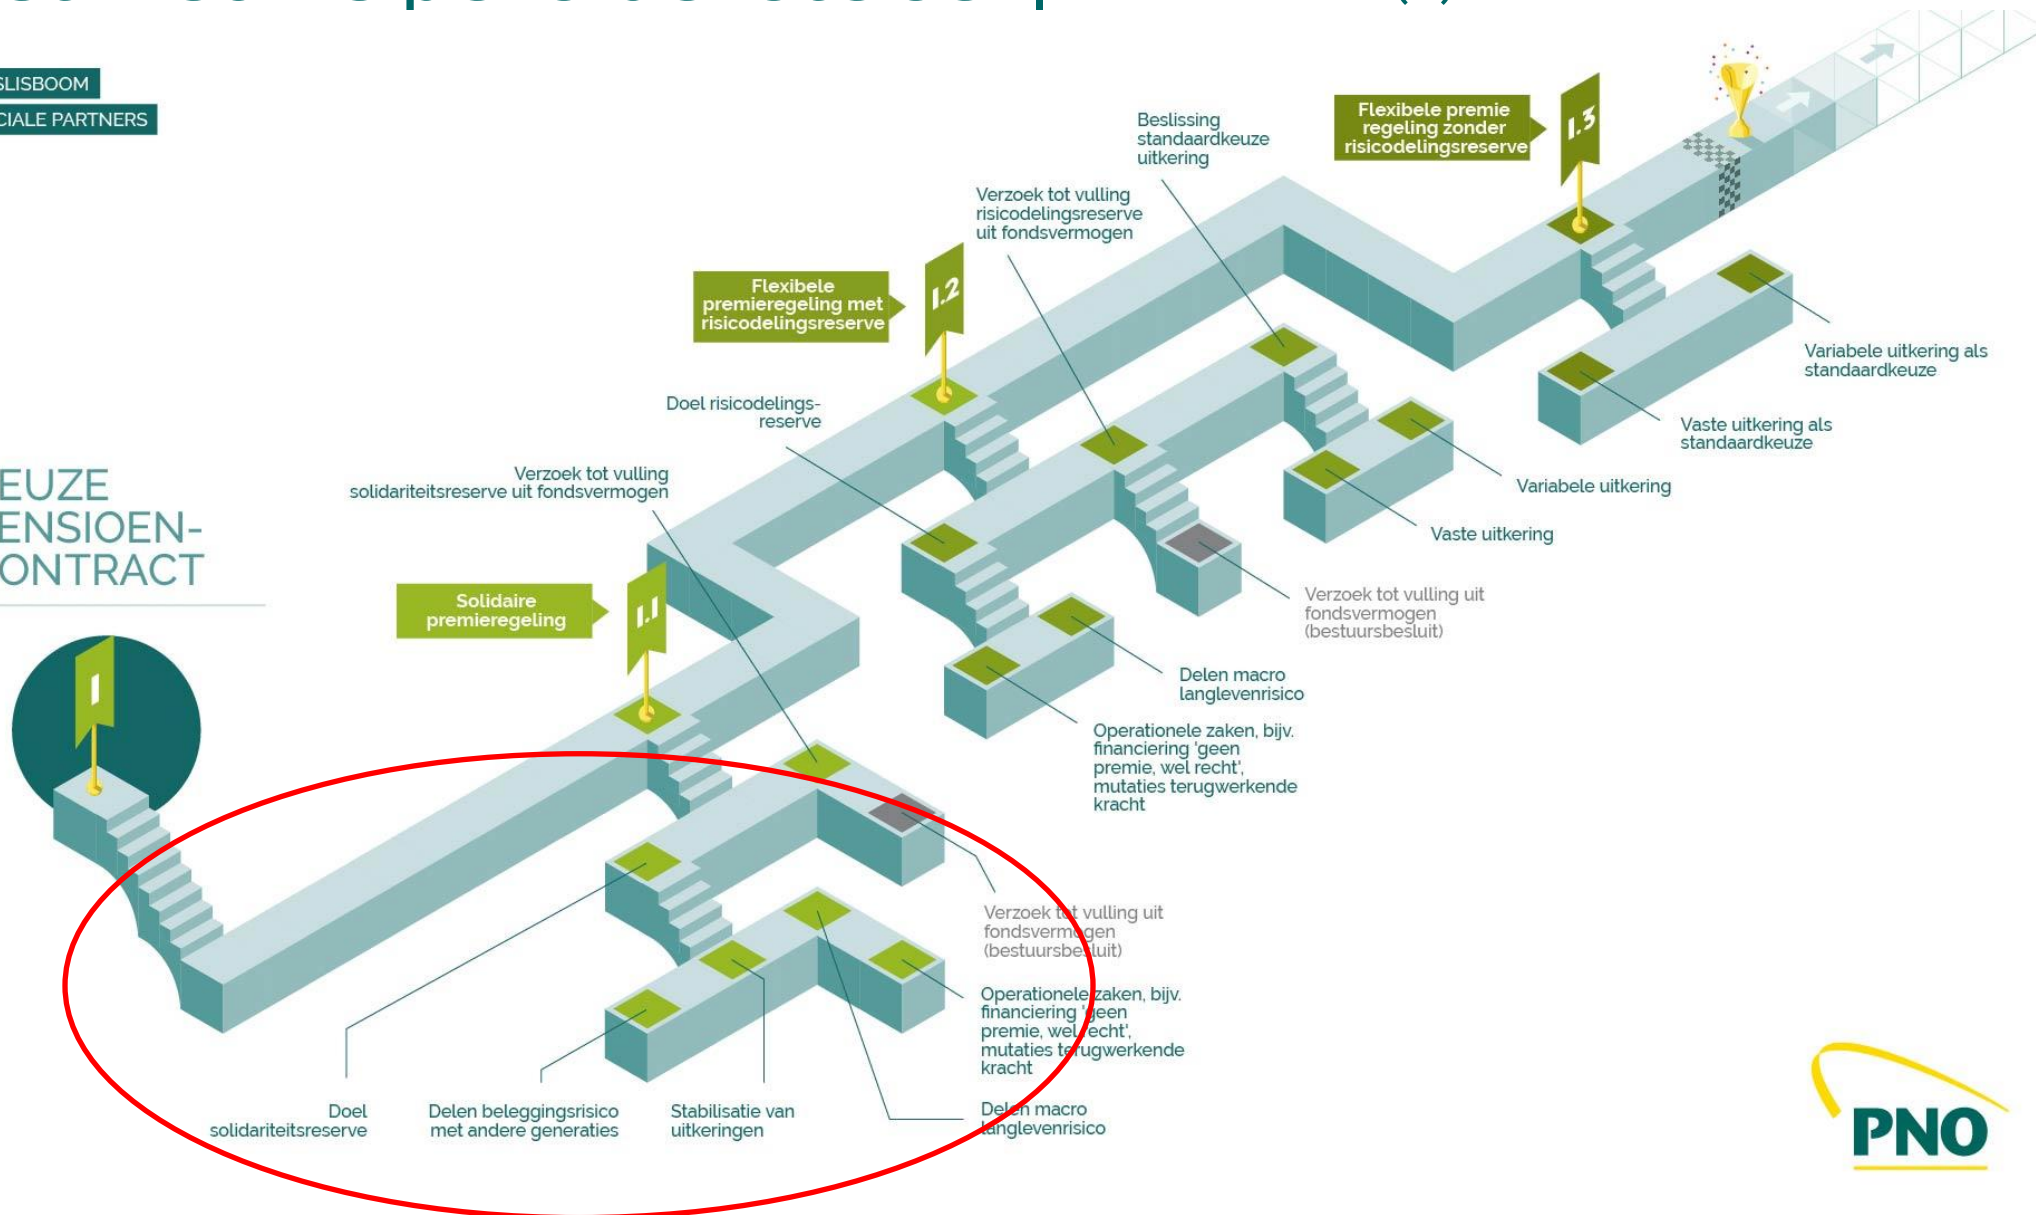 SLISBOOM
CIALE PARTNERS
EUZE
ENSIOEN-
ONTRACT
1
Solidaire
premieregeling
1.1
Verzoek tot vulling
solidariteitsreserve uit fondsvermogen
Doel risicodelings-
reserve
Flexibele
premieregeling met
risicodelingsreserve
1.2
Verzoek tot vulling
risicodelingsreserve
uit fondsvermogen
Beslissing
standaardkeuze
uitkering
Flexibele premie
regeling zonder
risicodelingsreserve
1.3
Variabele uitkering als
standaardkeuze
Vaste uitkering als
standaardkeuze
Variabele uitkering
Vaste uitkering
Verzoek tot vulling uit
fondsvermogen
(bestuursbesluit)
Delen macro
langlevenrisico
Operationele zaken, bijv.
financiering 'geen
premie, wel recht',
mutaties terugwerkende
kracht
Verzoek tot vulling uit
fondsvermogen
(bestuursbesluit)
Operationele zaken, bijv.
financiering 'geen
premie, wel recht',
mutaties terugwerkende
kracht
Delen macro
langlevenrisico
Doel
solidariteitsreserve
Delen beleggingsrisico
met andere generaties
Stabilisatie van
uitkeringen
PNO